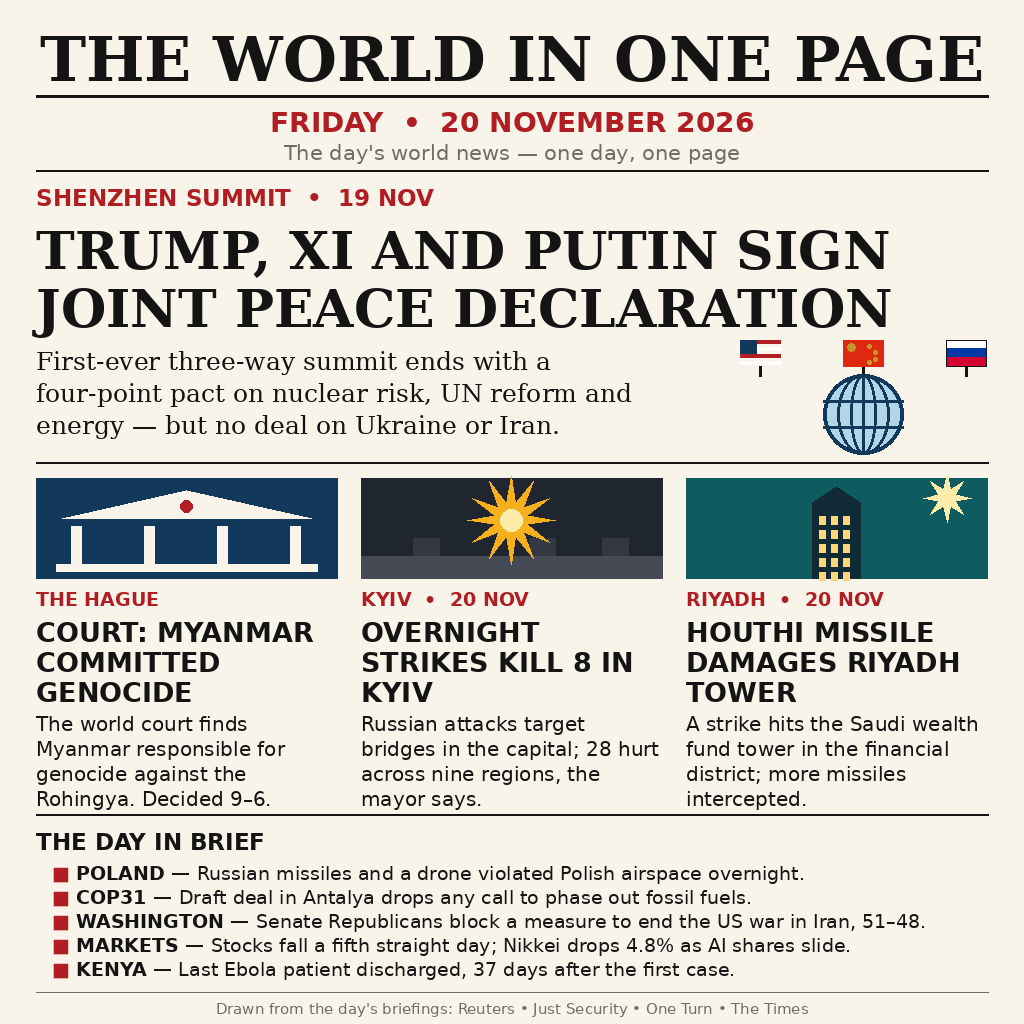 THE WORLD IN ONE PAGE
FRIDAY • 20 NOVEMBER 2026
The day's world news — one day, one page
SHENZHEN SUMMIT • 19 NOV
TRUMP, XI AND PUTIN SIGN
JOINT PEACE DECLARATION
First-ever three-way summit ends with a
four-point pact on nuclear risk, UN reform and
energy — but no deal on Ukraine or Iran.
THE HAGUE
COURT: MYANMAR
COMMITTED
GENOCIDE
The world court finds
Myanmar responsible for
genocide against the
Rohingya. Decided 9–6.
KYIV • 20 NOV
OVERNIGHT
STRIKES KILL 8 IN
KYIV
Russian attacks target
bridges in the capital; 28 hurt
across nine regions, the
mayor says.
RIYADH • 20 NOV
HOUTHI MISSILE
DAMAGES RIYADH
TOWER
A strike hits the Saudi wealth
fund tower in the financial
district; more missiles
intercepted.
THE DAY IN BRIEF
POLAND — Russian missiles and a drone violated Polish airspace overnight.
COP31 — Draft deal in Antalya drops any call to phase out fossil fuels.
WASHINGTON — Senate Republicans block a measure to end the US war in Iran, 51–48.
MARKETS — Stocks fall a fifth straight day; Nikkei drops 4.8% as AI shares slide.
KENYA — Last Ebola patient discharged, 37 days after the first case.
Drawn from the day's briefings: Reuters • Just Security • One Turn • The Times